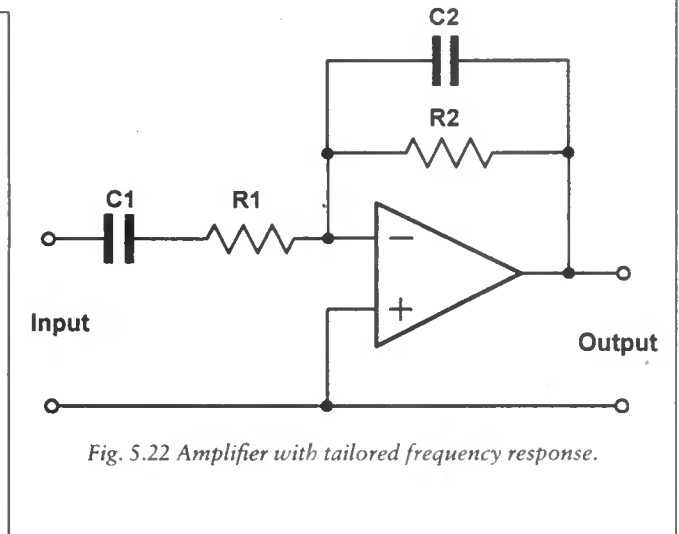 C2
R2
C1
R1
−
+
Input
Output
Fig. 5.22 Amplifier with tailored frequency response.